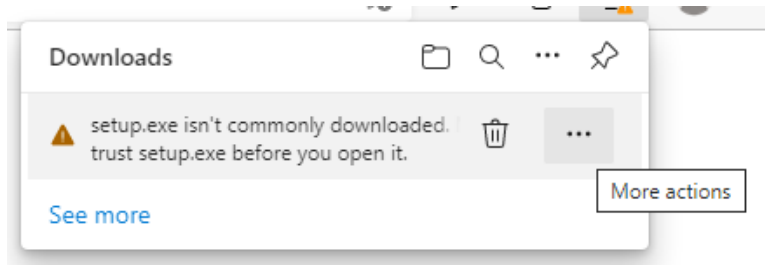 Downloads
setup.exe isn't commonly downloaded.
trust setup.exe before you open it.
More actions
See more